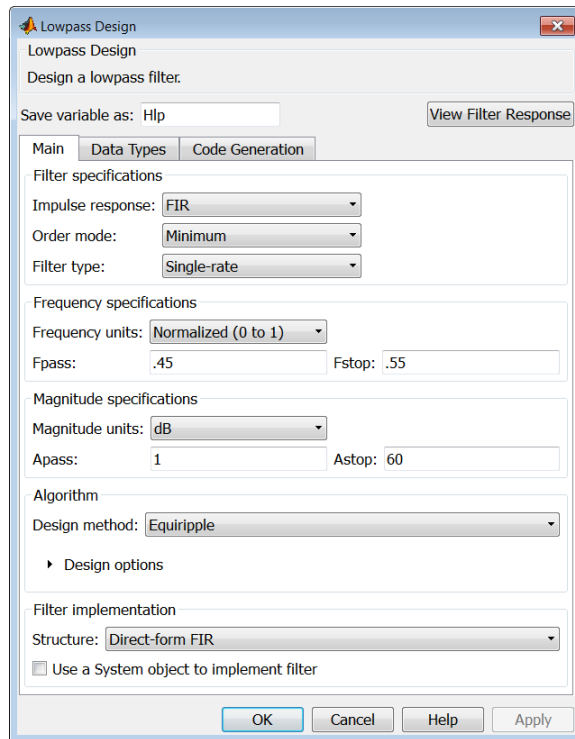 Lowpass Design
Lowpass Design
Design a lowpass filter.
Save variable as: Hlp View Filter Response
Main Data Types Code Generation
Filter specifications
Impulse response: FIR
Order mode: Minimum
Filter type: Single-rate
Frequency specifications
Frequency units: Normalized (0 to 1)
Fpass: .45 Fstop: .55
Magnitude specifications
Magnitude units: dB
Apass: 1 Astop: 60
Algorithm
Design method: Equiripple
Design options
Filter implementation
Structure: Direct-form FIR
Use a System object to implement filter
OK Cancel Help Apply